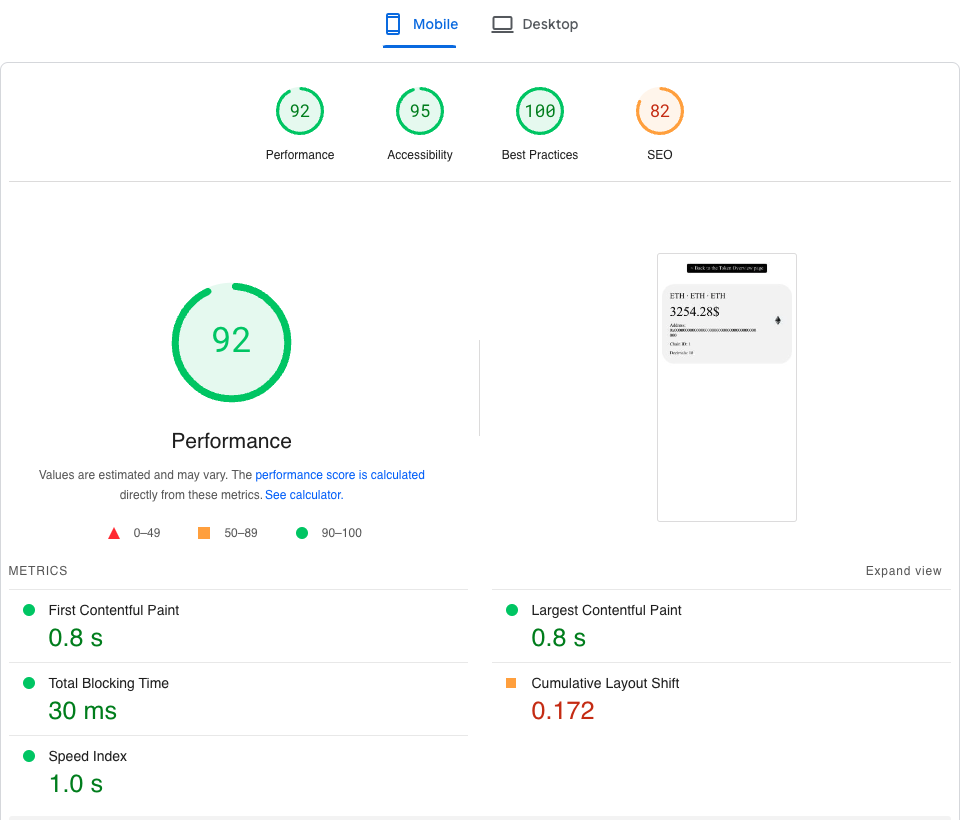 Mobile
Desktop
92
95
100
82
Performance
Accessibility
Best Practices
SEO
Back to the Token Overview page
ETH · ETH · ETH
3254.28$
Address:
Chain ID: 1
Decimals: 18
92
Performance
Values are estimated and may vary. The performance score is calculated
directly from these metrics. See calculator.
0–49
50–89
90–100
METRICS
Expand view
First Contentful Paint
0.8 s
Largest Contentful Paint
0.8 s
Total Blocking Time
30 ms
Cumulative Layout Shift
0.172
Speed Index
1.0 s